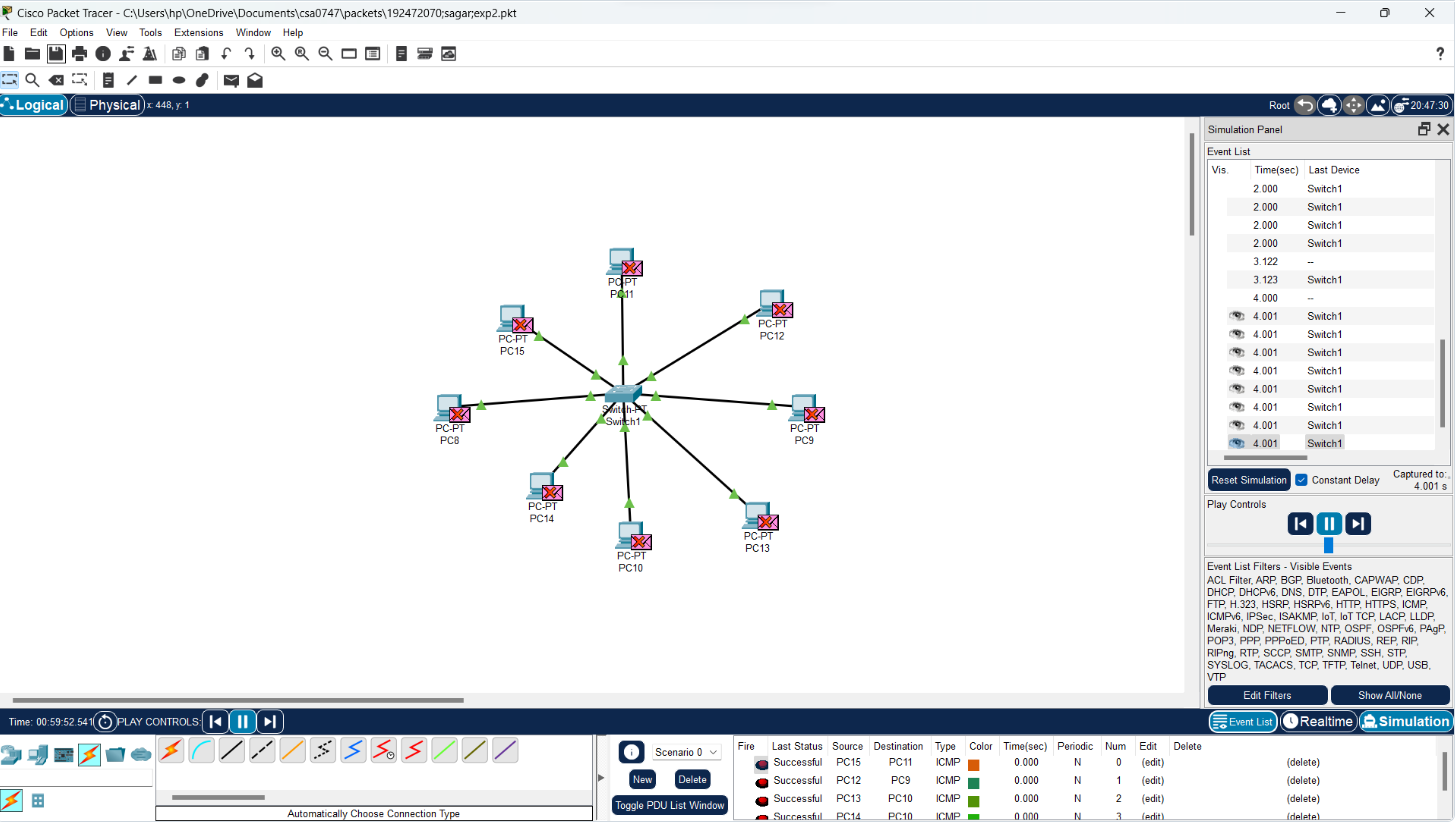 Cisco Packet Tracer - C:\Users\hp\OneDrive\Documents\csa0747\packets\192472070;sagar;exp2.pkt
File Edit Options View Tools Extensions Window Help
Logical Physical x: 448, y: 1 Root 20:47:30
Simulation Panel
Event List
Vis. Time(sec) Last Device
2.000 Switch1
2.000 Switch1
2.000 Switch1
2.000 Switch1
3.122 --
3.123 Switch1
4.000 --
4.001 Switch1
4.001 Switch1
4.001 Switch1
4.001 Switch1
4.001 Switch1
4.001 Switch1
4.001 Switch1
4.001 Switch1
Reset Simulation Constant Delay Captured to:
4.001 s
Play Controls
Event List Filters - Visible Events
ACL Filter, ARP, BGP, Bluetooth, CAPWAP, CDP,
DHCP, DHCPv6, DNS, DTP, EAPOL, EIGRP, EIGRPv6,
FTP, H.323, HSRP, HSRPv6, HTTP, HTTPS, ICMP,
ICMPv6, IPSec, ISAKMP, IoT, IoT TCP, LACP, LLDP,
Meraki, NDP, NETFLOW, NTP, OSPF, OSPFv6, PAgP,
POP3, PPP, PPPoED, PTP, RADIUS, REP, RIP,
RIPng, RTP, SCCP, SMTP, SNMP, SSH, STP,
SYSLOG, TACACS, TCP, TFTP, Telnet, UDP, USB,
VTP
Edit Filters Show All/None
PC-PT
PC11
PC-PT
PC12
PC-PT
PC15
Switch-PT
Switch1
PC-PT
PC8
PC-PT
PC9
PC-PT
PC14
PC-PT
PC13
PC-PT
PC10
Time: 00:59:52.541 PLAY CONTROLS: Event List Realtime Simulation
Automatically Choose Connection Type
Scenario 0
New Delete
Toggle PDU List Window
Fire Last Status Source Destination Type Color Time(sec) Periodic Num Edit Delete
Successful PC15 PC11 ICMP 0.000 N 0 (edit) (delete)
Successful PC12 PC9 ICMP 0.000 N 1 (edit) (delete)
Successful PC13 PC10 ICMP 0.000 N 2 (edit) (delete)
Successful PC14 PC10 ICMP 0.000 N 3 (edit) (delete)